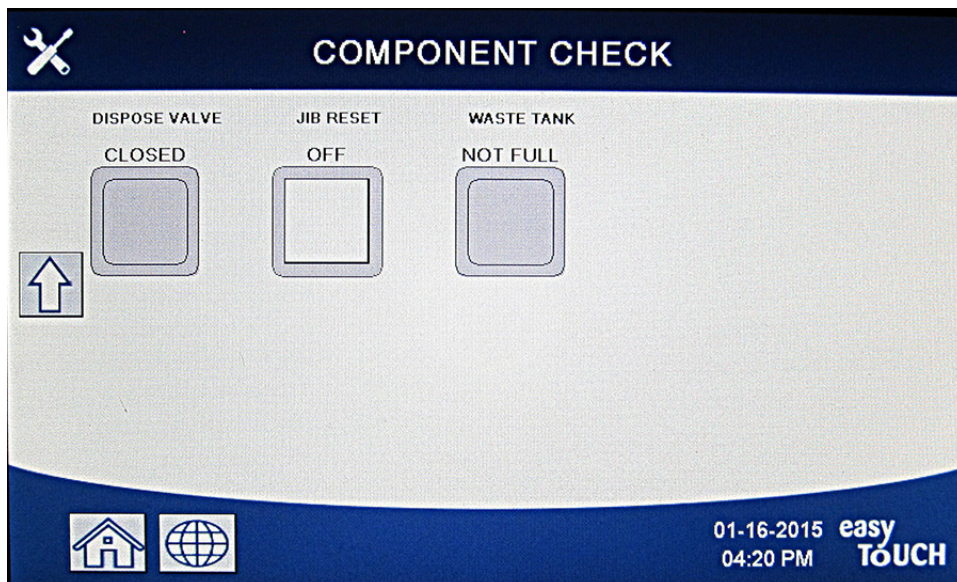 COMPONENT CHECK
DISPOSE VALVE
JIB RESET
WASTE TANK
CLOSED
OFF
NOT FULL
01-16-2015
04:20 PM
easy
TOUCH